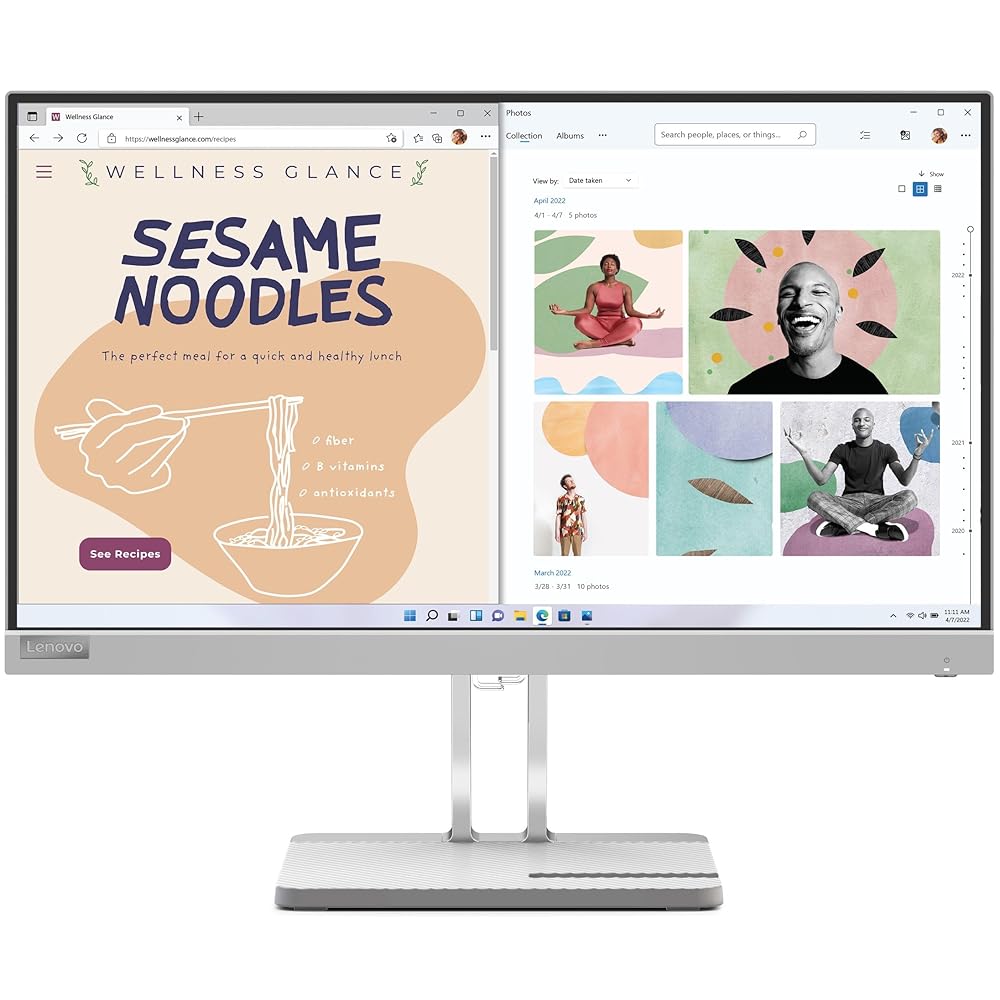 Wellness Glance
https://wellnessglance.com/recipes
WELLNESS GLANCE
SESAME
NOODLES
The perfect meal for a quick and healthy lunch
fiber
B vitamins
antioxidants
See Recipes
Photos
Collection Albums
Search people, places, or things...
View by: Date taken
Show
April 2022
4/1 - 4/7 5 photos
2022
2021
2020
March 2022
3/28 - 3/31 10 photos
11:11 AM
4/7/2022
Lenovo